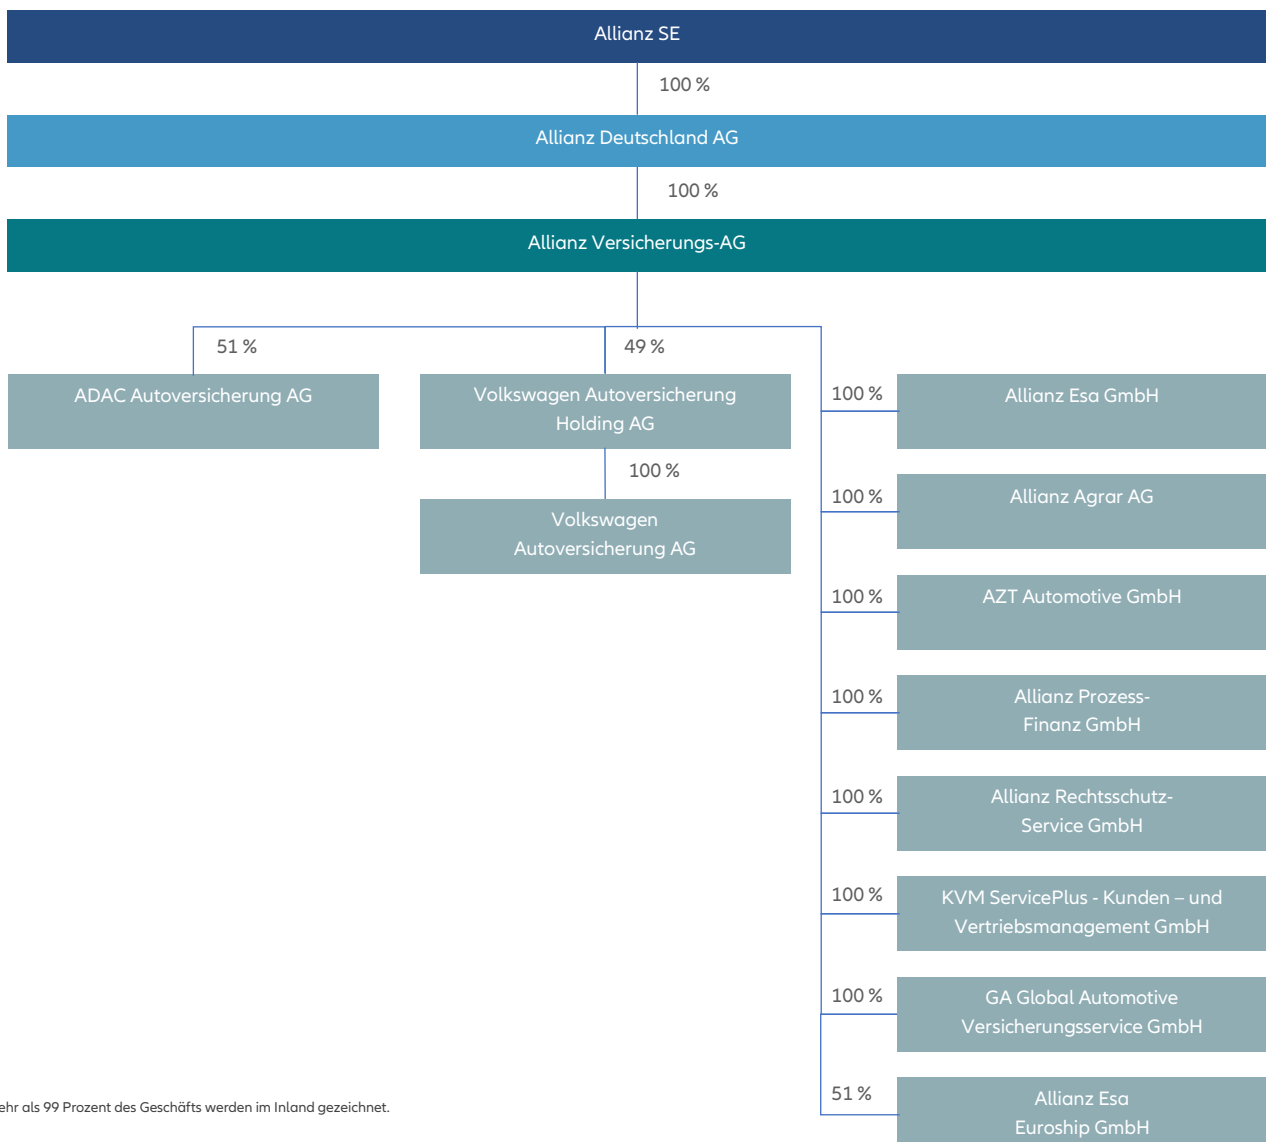 Allianz SE
100 %
Allianz Deutschland AG
100 %
Allianz Versicherungs-AG
51 %
49 %
ADAC Autoversicherung AG
Volkswagen Autoversicherung
Holding AG
100 %
Volkswagen
Autoversicherung AG
100 %
Allianz Esa GmbH
100 %
Allianz Agrar AG
100 %
AZT Automotive GmbH
100 %
Allianz Prozess-
Finanz GmbH
100 %
Allianz Rechtsschutz-
Service GmbH
100 %
KVM ServicePlus - Kunden – und
Vertriebsmanagement GmbH
100 %
GA Global Automotive
Versicherungsservice GmbH
51 %
Allianz Esa
Euroship GmbH
ehr als 99 Prozent des Geschäfts werden im Inland gezeichnet.